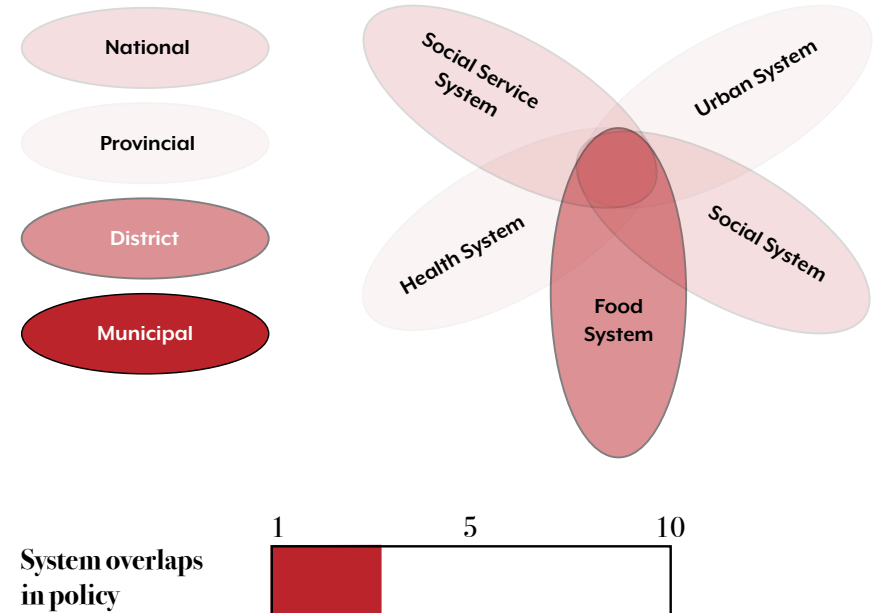 National
Provincial
District
Municipal
Social Service
System
Urban System
Health System
Social System
Food
System
1 5 10
System overlaps
in policy